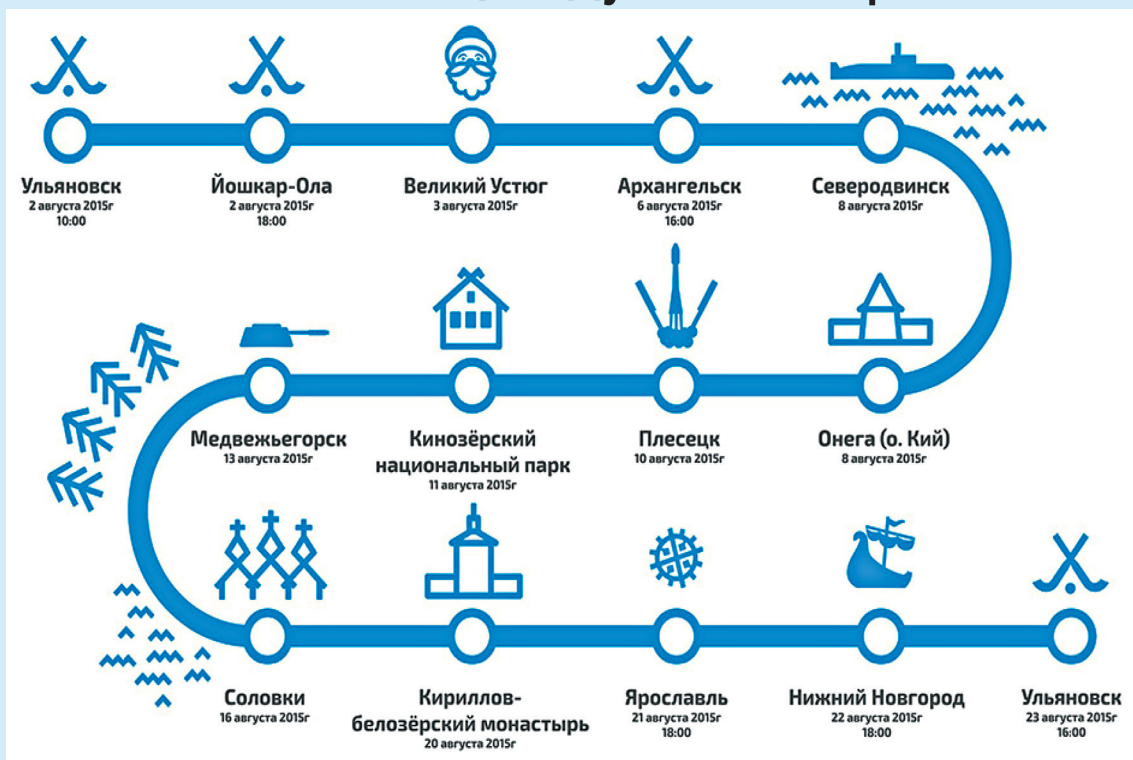 Ульяновск
2 августа 2015г
10:00
Йошкар-Ола
2 августа 2015г
18:00
Великий Устюг
3 августа 2015г
Архангельск
6 августа 2015г
16:00
Северодвинск
8 августа 2015г
Медвежьегорск
13 августа 2015г
Кинозёрский
национальный парк
11 августа 2015г
Плесецк
10 августа 2015г
Онега (о. Кий)
8 августа 2015г
Соловки
16 августа 2015г
Кириллов-
белозёрский монастырь
20 августа 2015г
Ярославль
21 августа 2015г
18:00
Нижний Новгород
22 августа 2015г
18:00
Ульяновск
23 августа 2015г
16:00